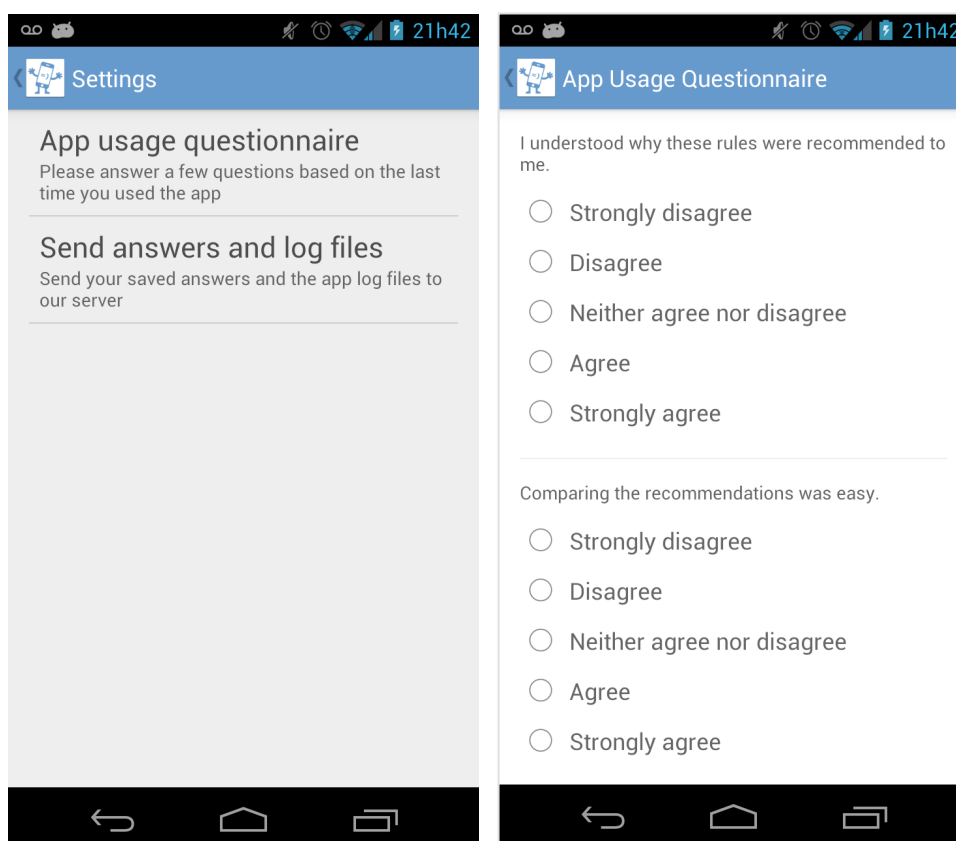 21h42
Settings
App usage questionnaire
Please answer a few questions based on the last
time you used the app
Send answers and log files
Send your saved answers and the app log files to
our server
21h42
App Usage Questionnaire
I understood why these rules were recommended to
me.
Strongly disagree
Disagree
Neither agree nor disagree
Agree
Strongly agree
Comparing the recommendations was easy.
Strongly disagree
Disagree
Neither agree nor disagree
Agree
Strongly agree